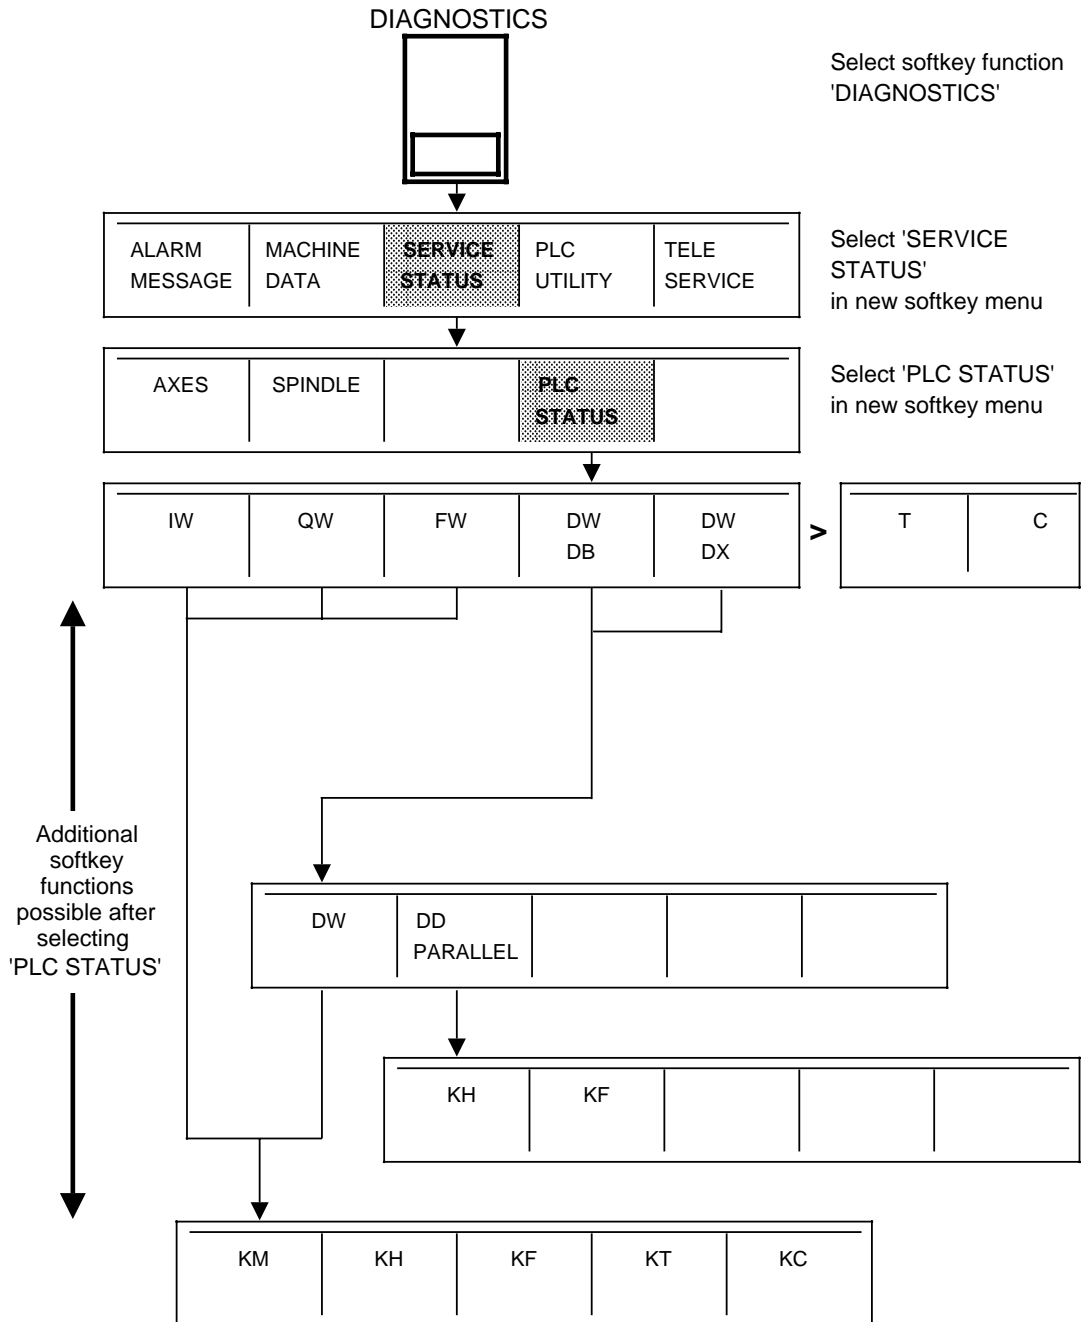 DIAGNOSTICS
Select softkey function
'DIAGNOSTICS'
ALARM
MESSAGE
MACHINE
DATA
SERVICE
STATUS
PLC
UTILITY
TELE
SERVICE
Select 'SERVICE
STATUS'
in new softkey menu
AXES
SPINDLE
PLC
STATUS
Select 'PLC STATUS'
in new softkey menu
IW
QW
FW
DW
DB
DW
DX
>
T
C
Additional
softkey
functions
possible after
selecting
'PLC STATUS'
DW
DD
PARALLEL
KH
KF
KM
KH
KF
KT
KC